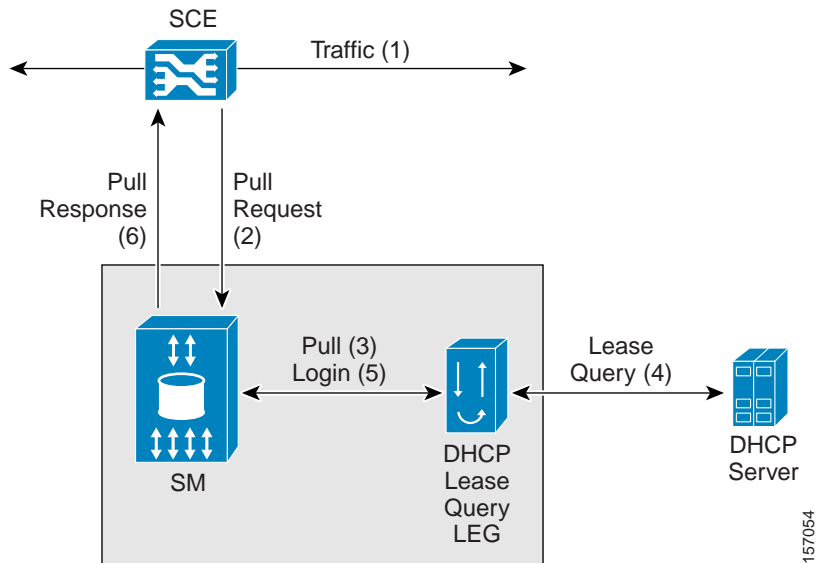 SCE
Traffic (1)
Pull
Response
(6)
Pull
Request
(2)
Pull (3)
Login (5)
Lease
Query (4)
SM
DHCP
Lease
Query
LEG
DHCP
Server
157054